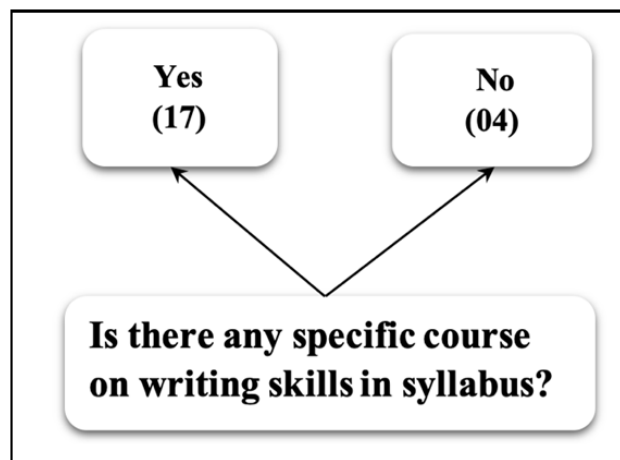 Yes
(17)
No
(04)
Is there any specific course
on writing skills in syllabus?